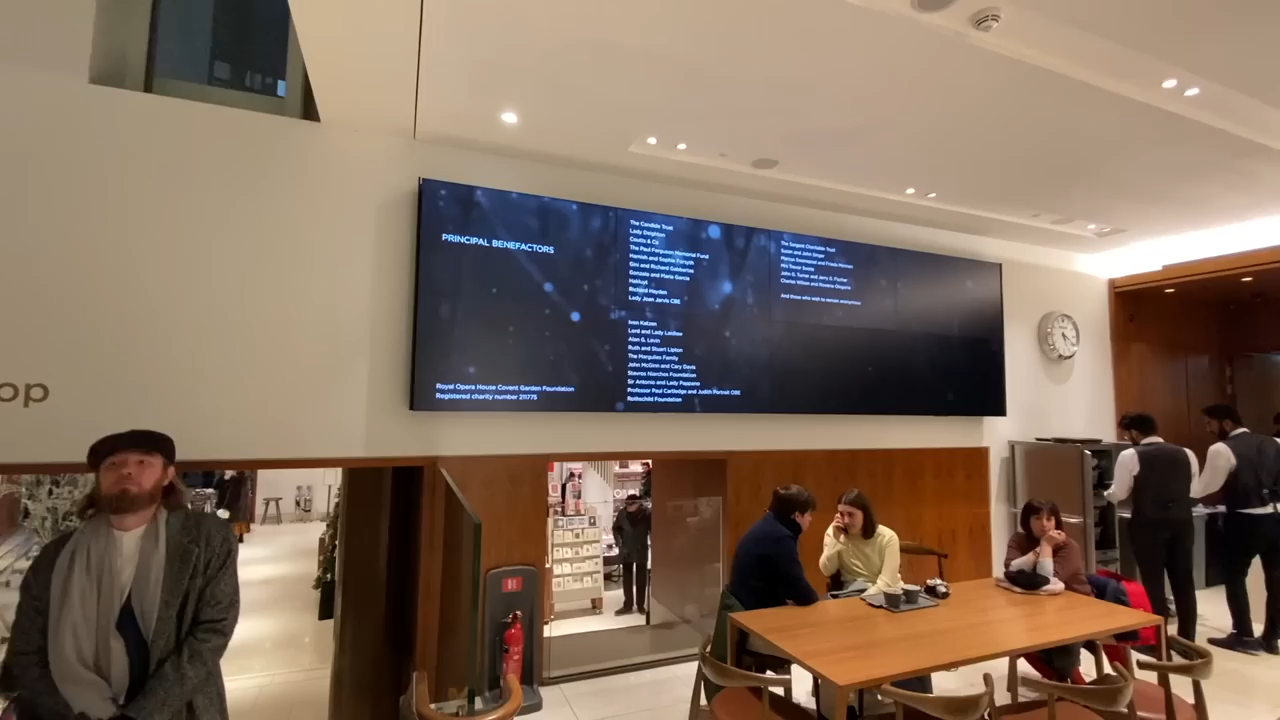 op
PRINCIPAL BENEFACTORS
Royal Opera House Covent Garden Foundation
Registered charity number 211775
The Candide Trust
Lady Deighton
Coutts & Co
The Paul Ferguson Memorial Fund
Hamish and Sophie Forsyth
Gini and Richard Gabbertas
Gonzalo and Maria Garcia
Hakluyt
Richard Hayden
Lady Joan Jarvis CBE
Ivan Katzen
Lord and Lady Laidlaw
Alan G. Levin
Ruth and Stuart Lipton
The Margulies Family
John McGinn and Cary Davis
Stavros Niarchos Foundation
Sir Antonio and Lady Pappano
Professor Paul Cartledge and Judith Portrait OBE
Rothschild Foundation
The Sargent Charitable Trust
Susan and John Singer
Marcus Swanepoel and Frieda Mennen
Mrs Trevor Swete
John G. Turner and Jerry G. Fischer
Charles Wilson and Rowena Olegario
And those who wish to remain anonymous